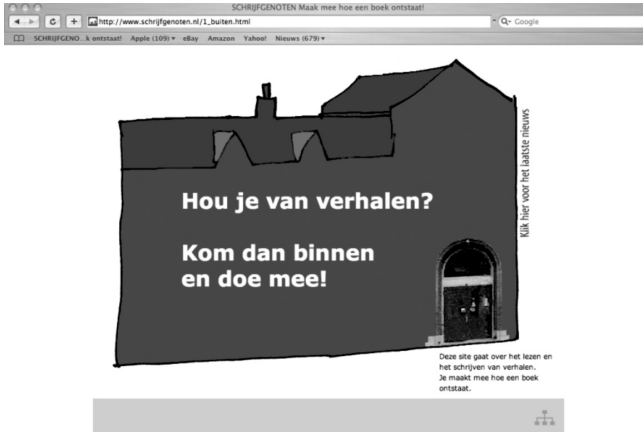 SCHRIJFGENOTEN Maak mee hoe een boek ontstaat!
http://www.schrijfgenoten.nl/1_buiten.html
Google
SCHRIJFGENO...k ontstaat! Apple (109) eBay Amazon Yahoo! Nieuws (679)
Klik hier voor het laatste nieuws
Hou je van verhalen?
Kom dan binnen
en doe mee!
Deze site gaat over het lezen en
het schrijven van verhalen.
Je maakt mee hoe een boek
ontstaat.